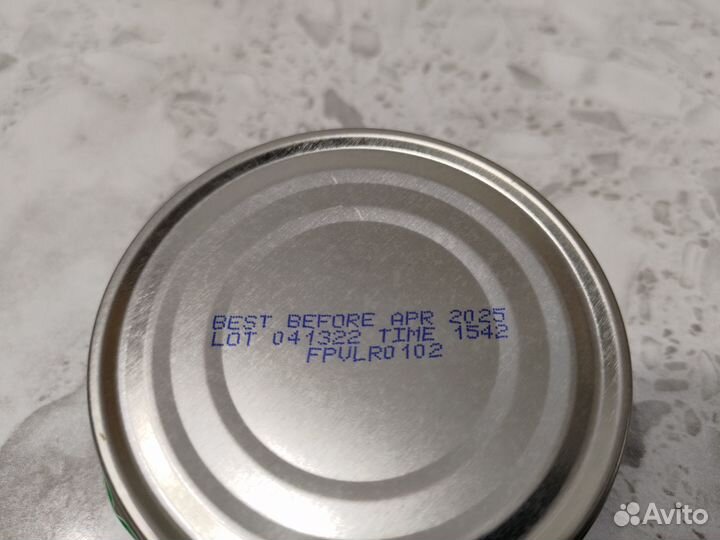 BEST BEFORE APR 2025
LOT 041322 TIME 1542
FPVLR0102
Avito